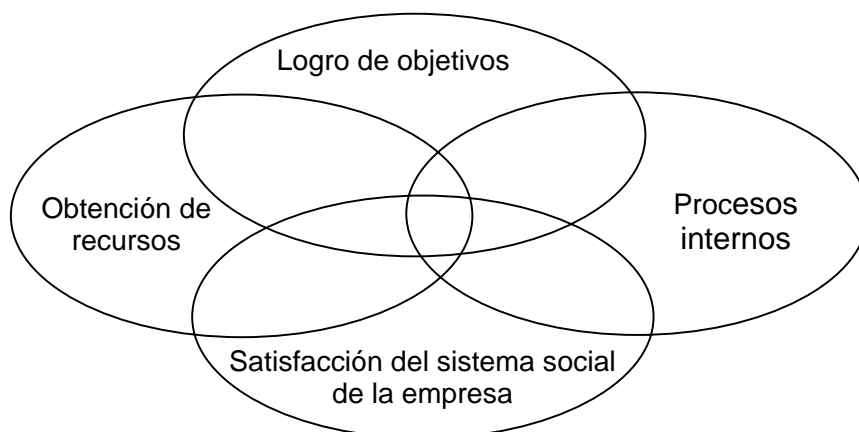 Logro de objetivos
Obtención de
recursos
Procesos
internos
Satisfacción del sistema social
de la empresa